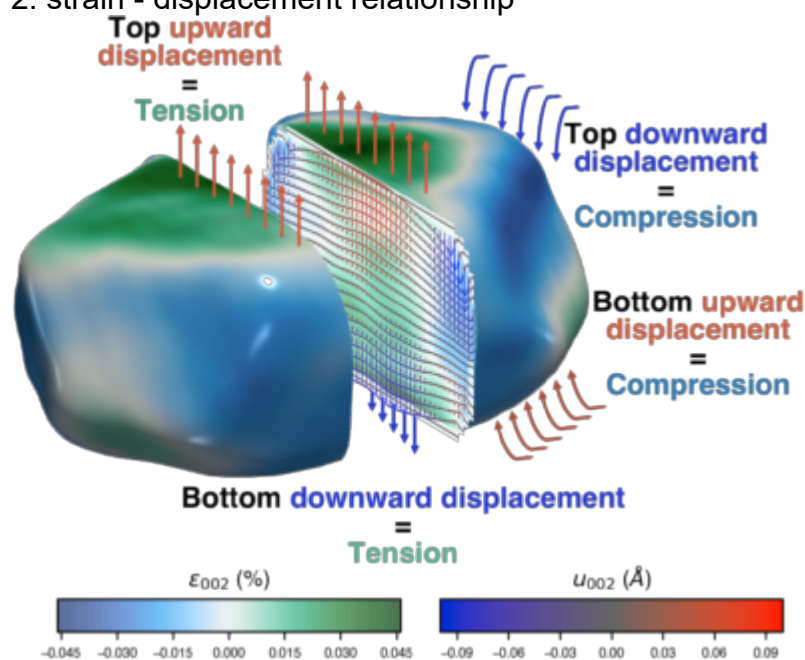 2. strain - displacement relationship
Top upward
displacement
=
Tension
Top downward
displacement
=
Compression
Bottom upward
displacement
=
Compression
Bottom downward displacement
=
Tension
ε002 (%)
-0.045 -0.030 -0.015 0.000 0.015 0.030 0.045
u002 (Å)
-0.09 -0.06 -0.03 0.00 0.03 0.06 0.09